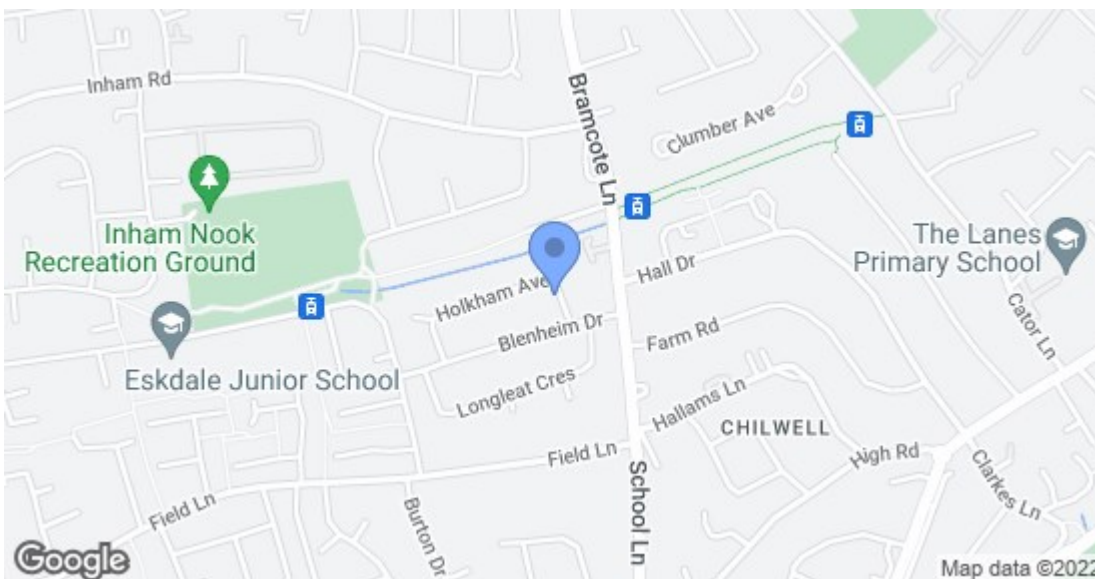 Inham Rd
Bramcote Ln
Clumber Ave
Inham Nook
Recreation Ground
The Lanes
Primary School
Hall Dr
Holkham Ave
Blenheim Dr
Farm Rd
Cator Ln
Eskdale Junior School
Longleat Cres
Hallams Ln
CHILWELL
Field Ln
High Rd
School Ln
Clarkes Ln
Field Ln
Burton Dr
Google
Map data ©2022